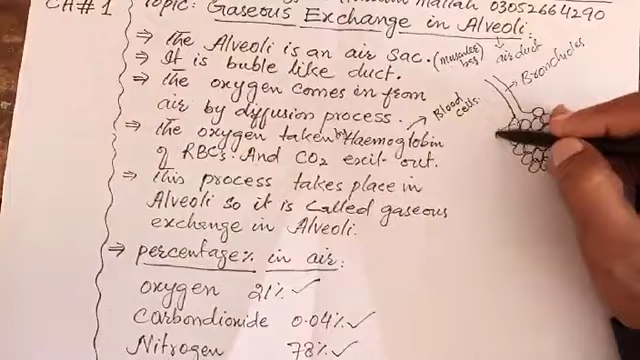 CH#1 Topic: Mallah 03052664290
Gaseous Exchange in Alveoli.
⇒ The Alveoli is an air sac. (muscules less) air duct
⇒ It is buble like duct. Bronchioles
⇒ The oxygen comes in from
air by diffusion process. Blood cells.
⇒ The oxygen taken by Haemoglobin
of RBCs. And CO2 excit out.
⇒ This process takes place in
Alveoli so it is called gaseous
exchange in Alveoli.
⇒ percentage% in air:
oxygen 21% ✓
Carbondioxide 0.04% ✓
Nitrogen 78% ✓